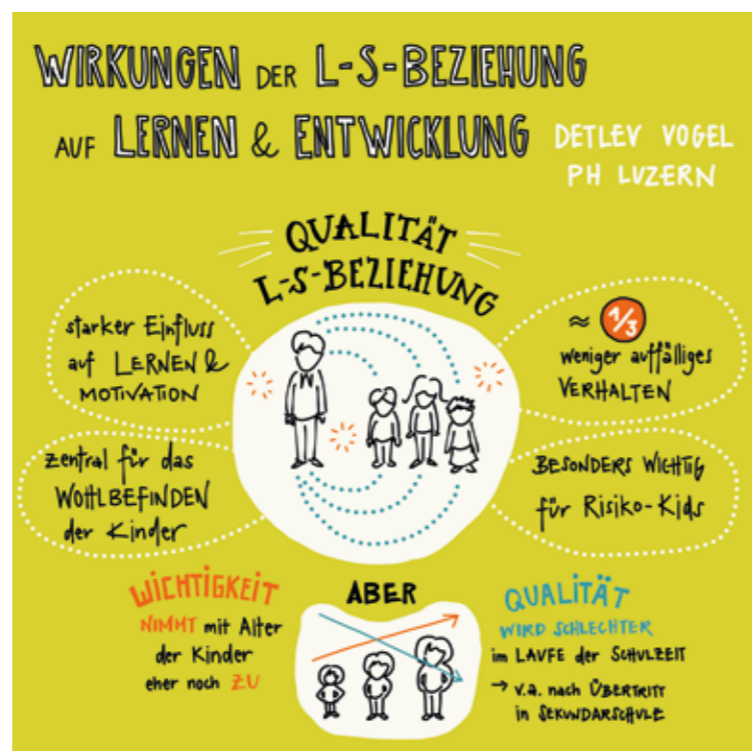 WIRKUNGEN DER L-S-BEZIEHUNG
AUF LERNEN & ENTWICKLUNG
DETLEV VOGEL
PH LUZERN
QUALITÄT
L-S-BEZIEHUNG
starker Einfluss
auf LERNEN &
MOTIVATION
≈ 1/3
weniger auffälliges
VERHALTEN
zentral für das
WOHLBEFINDEN
der Kinder
BESONDERS WICHTIG
für Risiko-Kids
WICHTIGKEIT
NIMMT mit Alter
der Kinder
eher noch ZU
ABER
QUALITÄT
WIRD SCHLECHTER
im LAUFE der SCHULZEIT
→ v.a. nach ÜBERTRITT
in SEKUNDARSCHULE